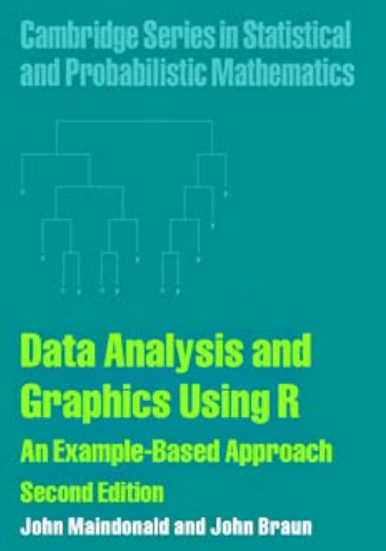 Cambridge Series in Statistical
and Probabilistic Mathematics
Data Analysis and
Graphics Using R
An Example-Based Approach
Second Edition
John Maindonald and John Braun